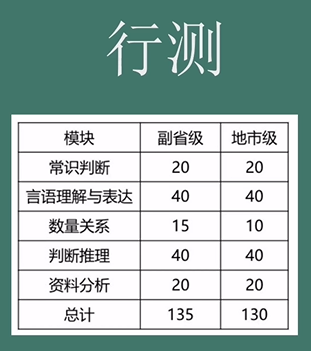 行测
模块 副省级 地市级
常识判断 20 20
言语理解与表达 40 40
数量关系 15 10
判断推理 40 40
资料分析 20 20
总计 135 130